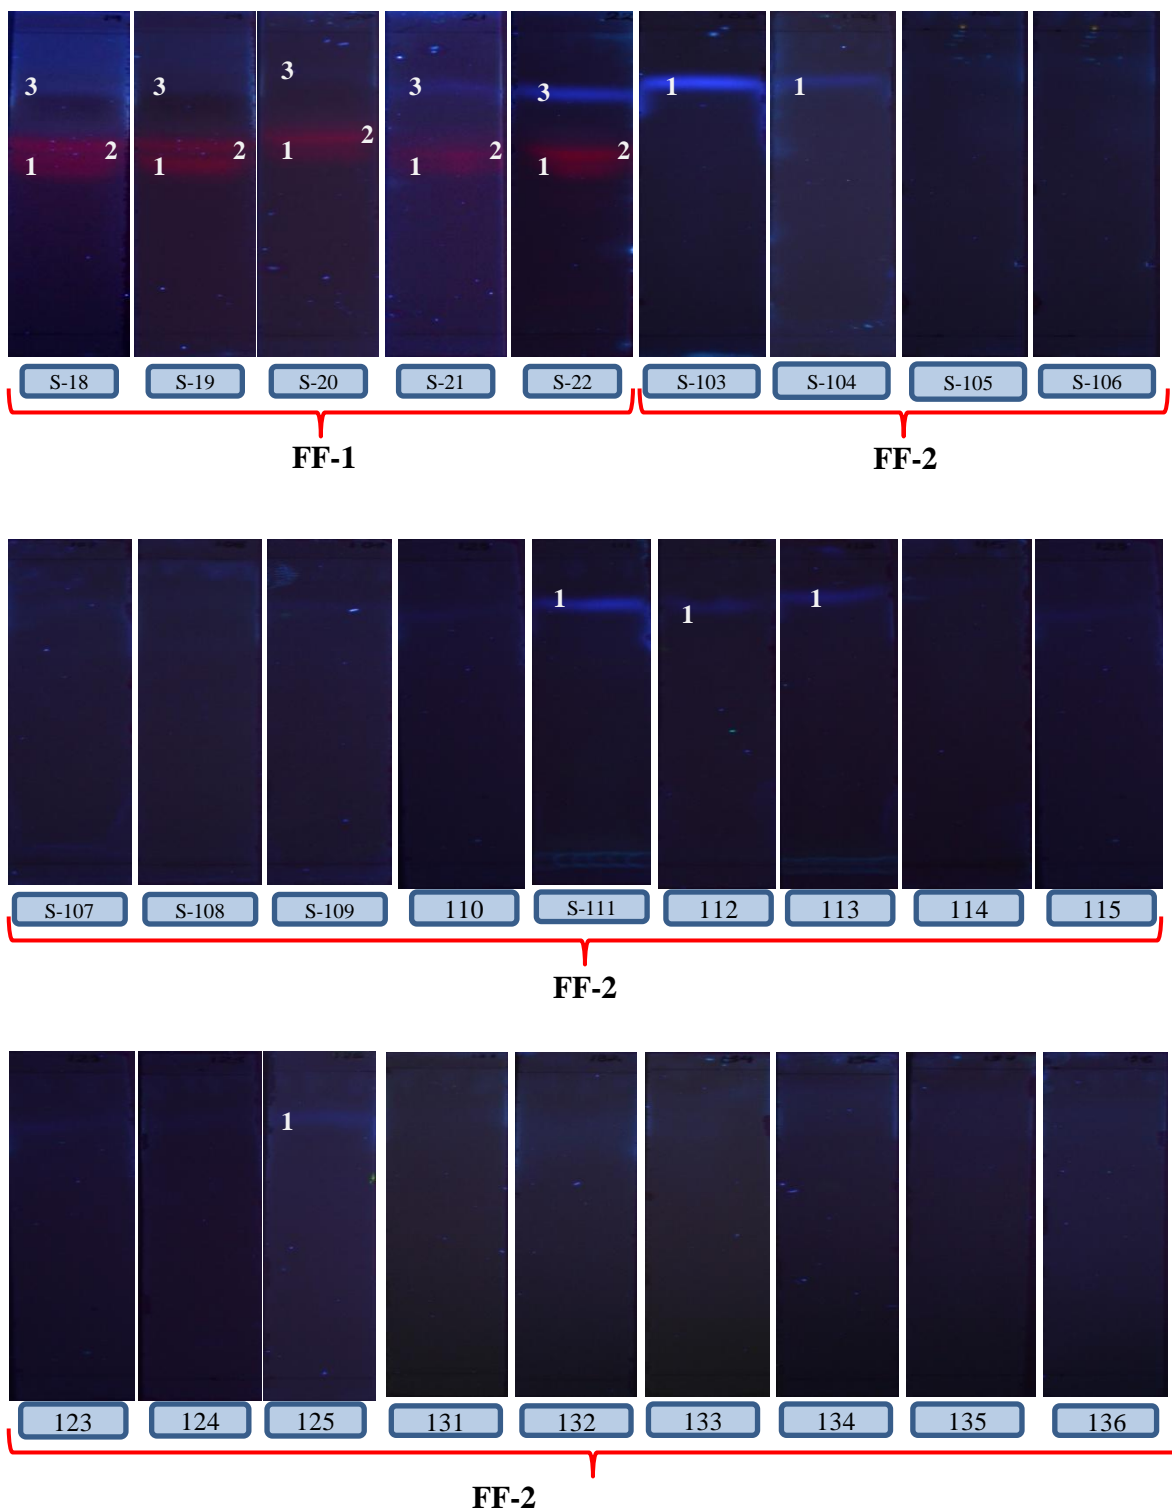 3 3 3 3 3 1 1
1 2 1 2 1 2 1 2 1 2
S-18 S-19 S-20 S-21 S-22 S-103 S-104 S-105 S-106
FF-1 FF-2
1 1 1
S-107 S-108 S-109 110 S-111 112 113 114 115
FF-2
1
123 124 125 131 132 133 134 135 136
FF-2